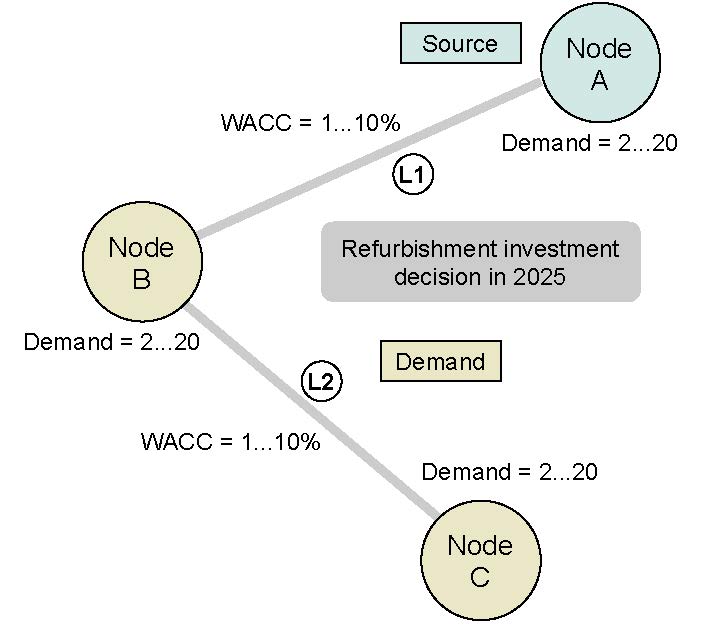 Source
Node
A
WACC = 1...10%
Demand = 2...20
L1
Node
B
Refurbishment investment
decision in 2025
Demand = 2...20
Demand
L2
WACC = 1...10%
Demand = 2...20
Node
C